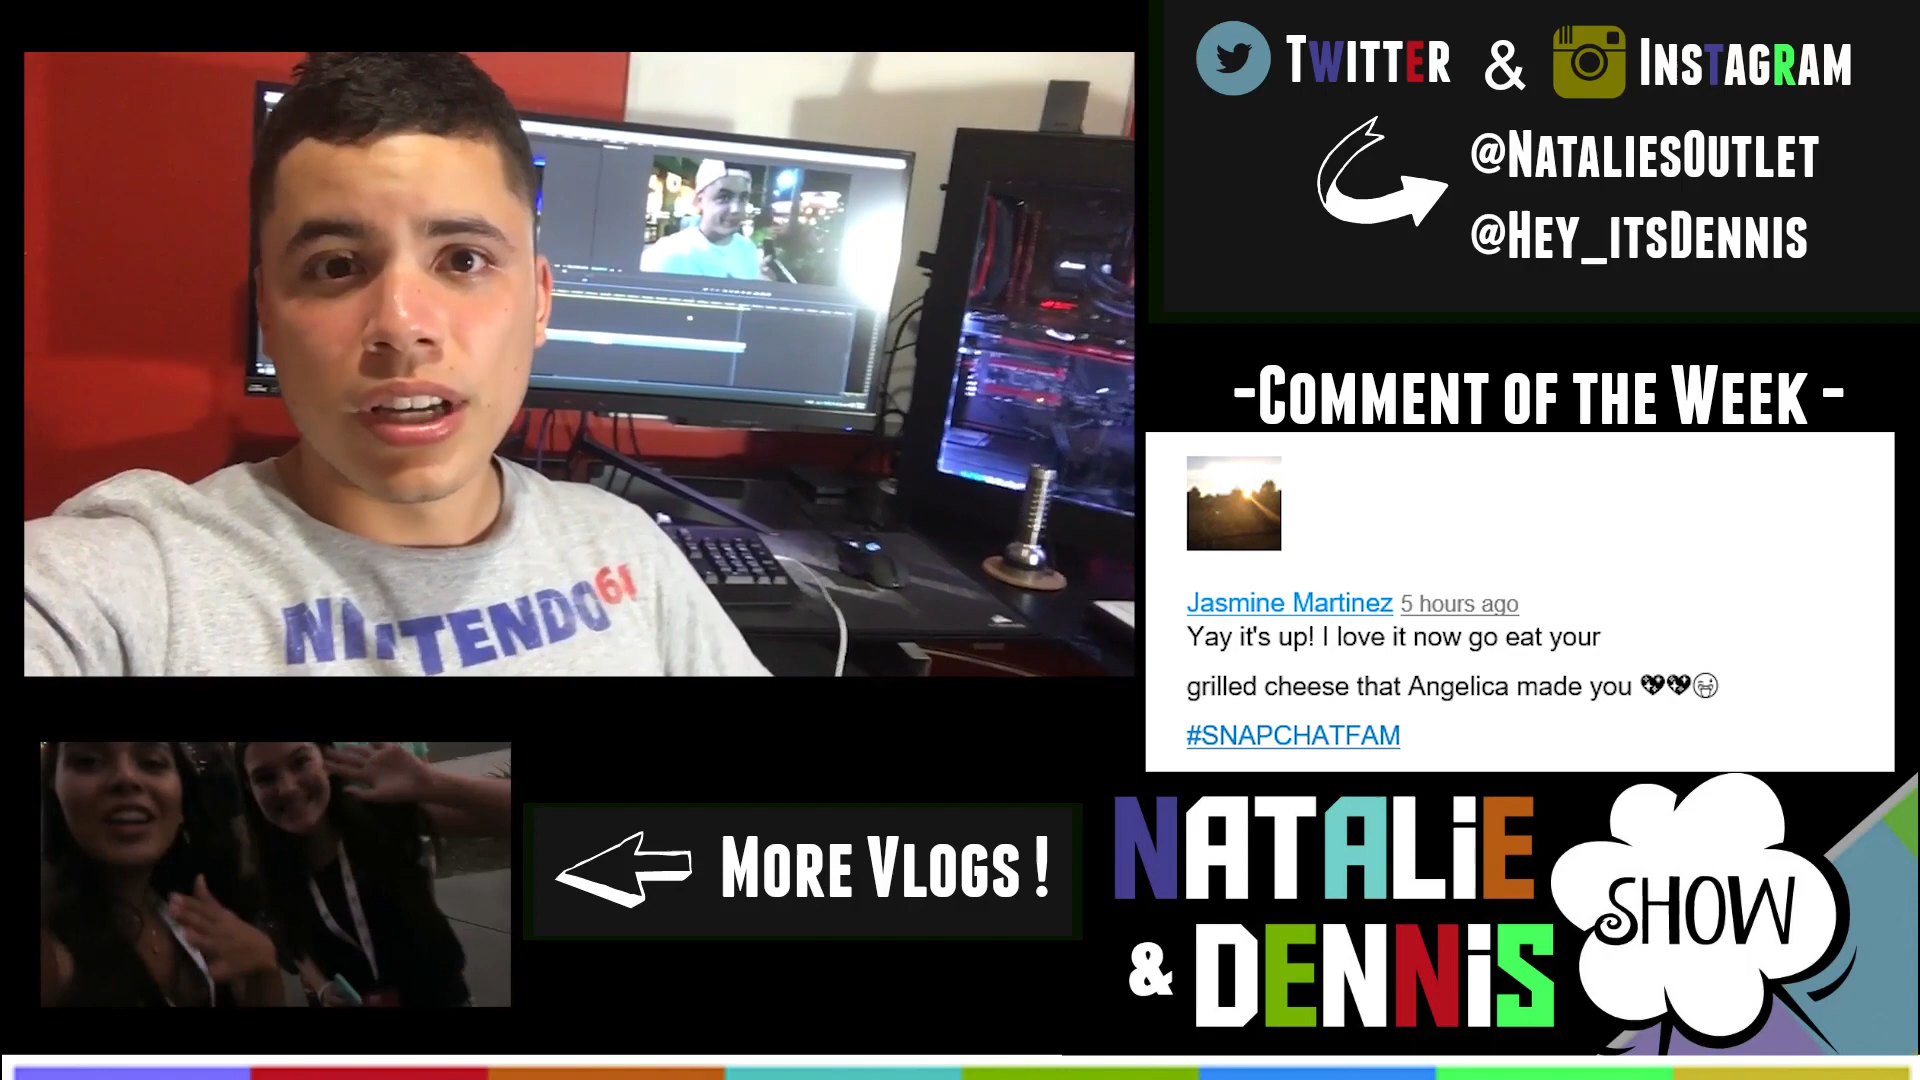 Twitter & Instagram
@NataliesOutlet
@Hey_itsDennis
-Comment of the Week -
Jasmine Martinez 5 hours ago
Yay it's up! I love it now go eat your
grilled cheese that Angelica made you 💖💖😂
#SNAPCHATFAM
NINTENDO64
More Vlogs!
NATALiE
& DENNiS
SHOW